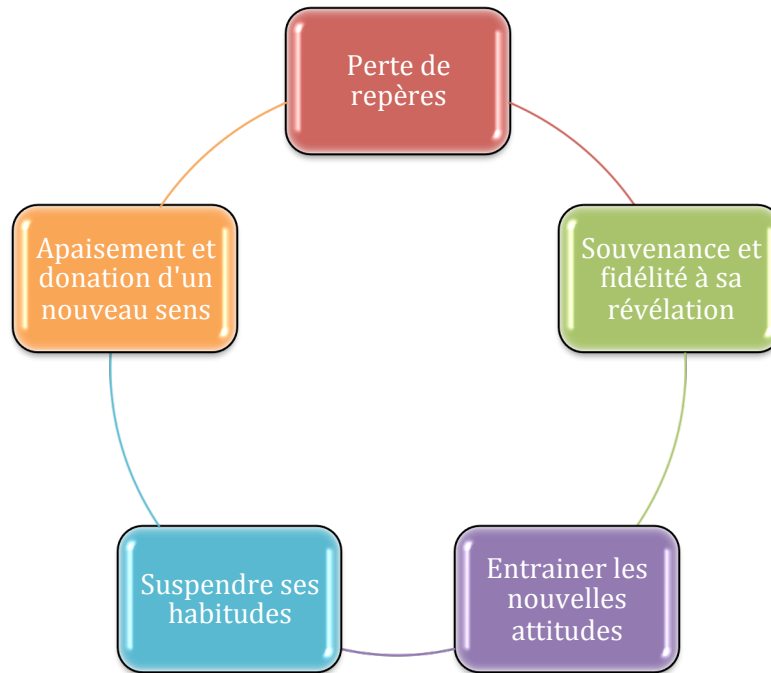 Perte de
repères
Souvenance et
fidélité à sa
révélation
Entrainer les
nouvelles
attitudes
Suspendre ses
habitudes
Apaisement et
donation d'un
nouveau sens